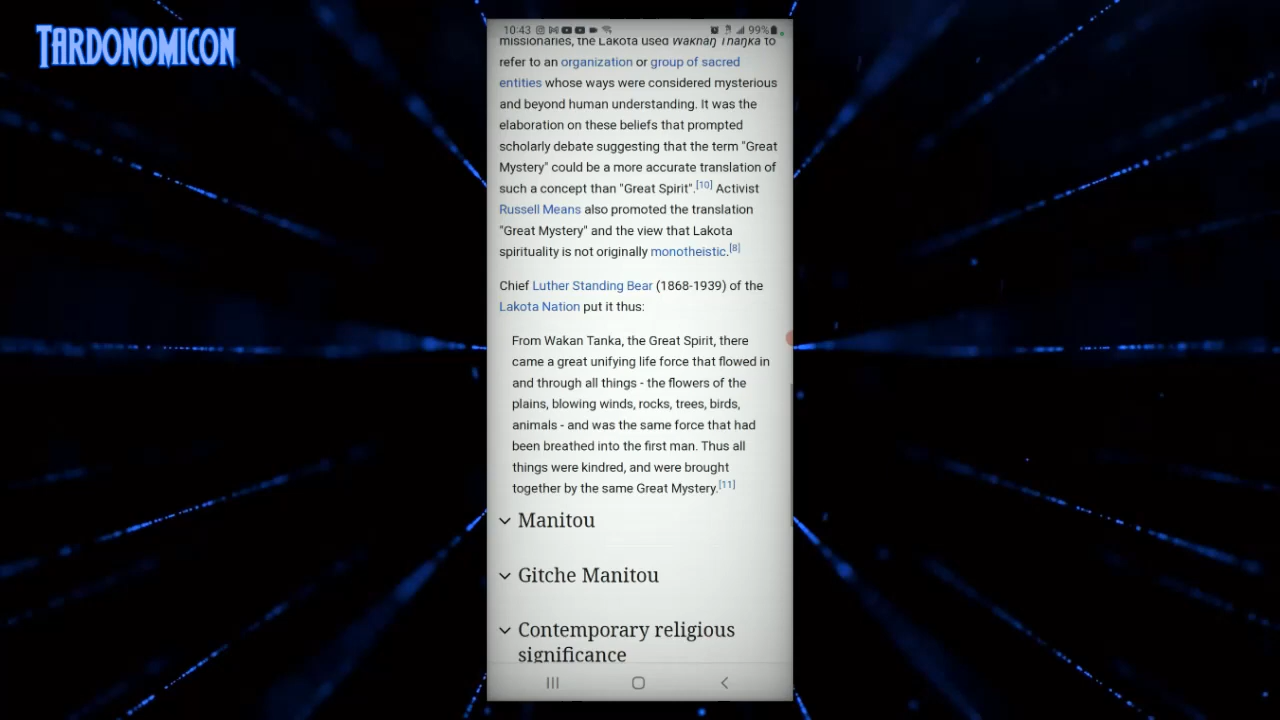 TARDONOMICON
10:43
99%
missionaries, the Lakota used Wakȟáŋ Tȟáŋka to
refer to an organization or group of sacred
entities whose ways were considered mysterious
and beyond human understanding. It was the
elaboration on these beliefs that prompted
scholarly debate suggesting that the term "Great
Mystery" could be a more accurate translation of
such a concept than "Great Spirit".[10] Activist
Russell Means also promoted the translation
"Great Mystery" and the view that Lakota
spirituality is not originally monotheistic.[8]
Chief Luther Standing Bear (1868-1939) of the
Lakota Nation put it thus:
From Wakan Tanka, the Great Spirit, there
came a great unifying life force that flowed in
and through all things - the flowers of the
plains, blowing winds, rocks, trees, birds,
animals - and was the same force that had
been breathed into the first man. Thus all
things were kindred, and were brought
together by the same Great Mystery.[11]
Manitou
Gitche Manitou
Contemporary religious
significance